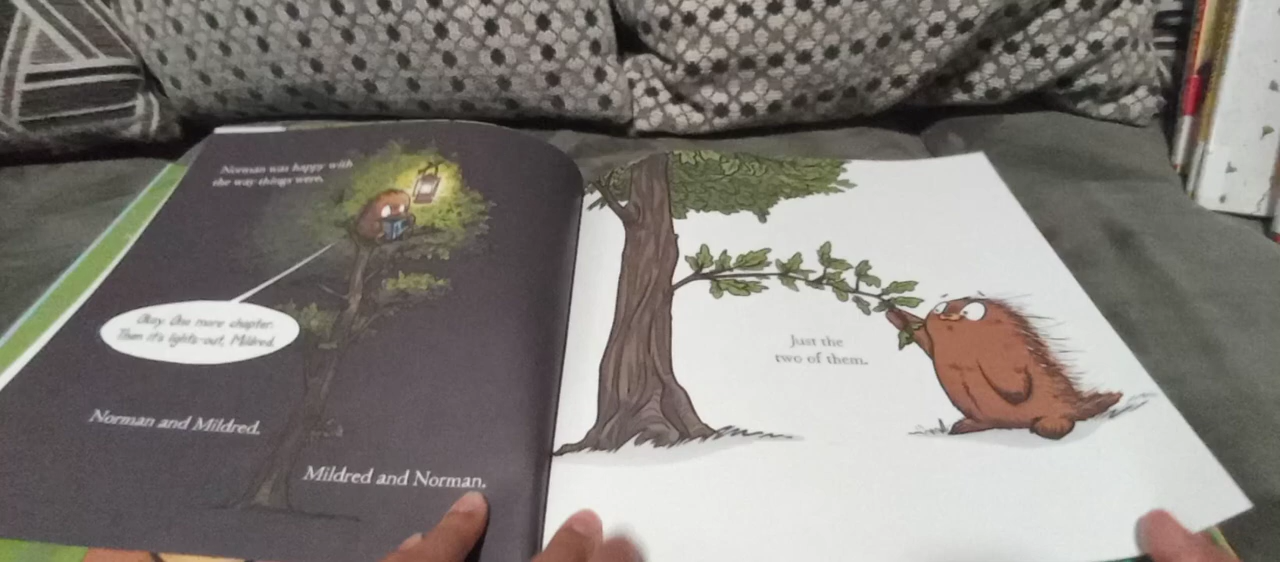 Norman was happy with
the way things were.
Okay. One more chapter.
Then it's lights-out, Mildred.
Norman and Mildred.
Mildred and Norman.
Just the
two of them.